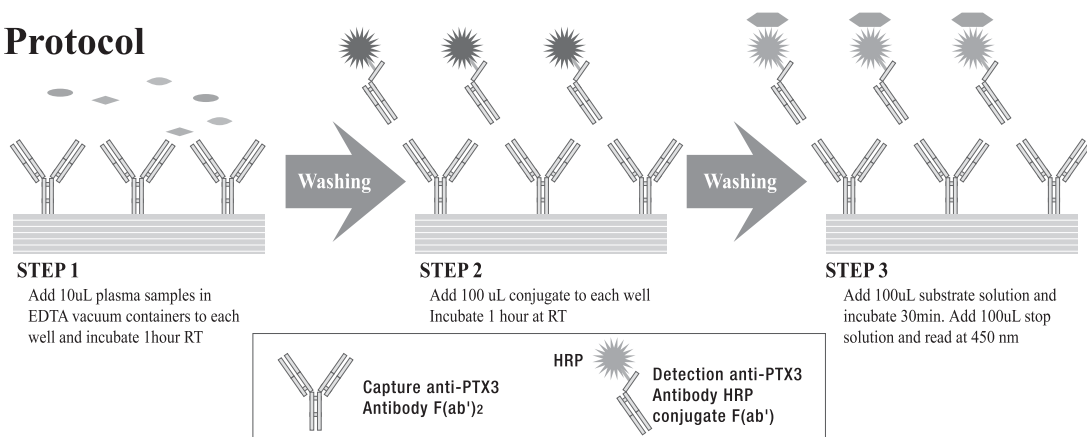 Protocol
Washing
Washing
STEP 1
Add 10uL plasma samples in
EDTA vacuum containers to each
well and incubate 1hour RT
STEP 2
Add 100 uL conjugate to each well
Incubate 1 hour at RT
STEP 3
Add 100uL substrate solution and
incubate 30min. Add 100uL stop
solution and read at 450 nm
Capture anti-PTX3
Antibody F(ab')2
HRP
Detection anti-PTX3
Antibody HRP
conjugate F(ab')